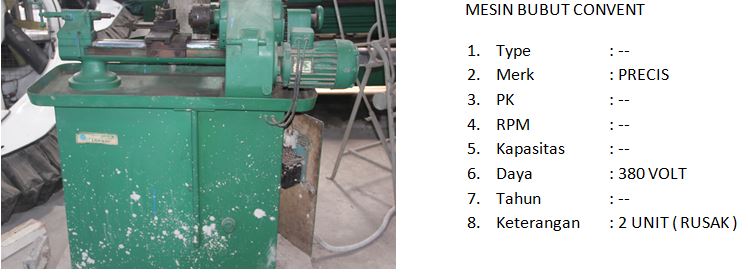 MESIN BUBUT CONVENT
1. Type : --
2. Merk : PRECIS
3. PK : --
4. RPM : --
5. Kapasitas : --
6. Daya : 380 VOLT
7. Tahun : --
8. Keterangan : 2 UNIT ( RUSAK )